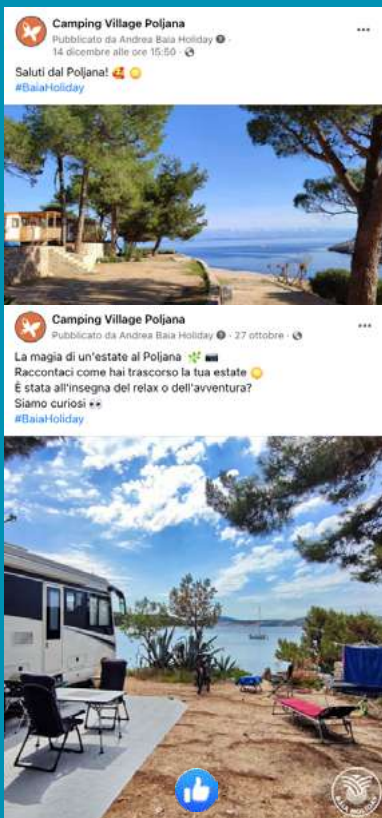 Camping Village Poljana
Pubblicato da Andrea Baia Holiday ·
14 dicembre alle ore 15:50 ·
Saluti dal Poljana! 🥰 🌞
#BaiaHoliday
Camping Village Poljana
Pubblicato da Andrea Baia Holiday · 27 ottobre ·
La magia di un'estate al Poljana 🌿 📷
Raccontaci come hai trascorso la tua estate 🌞
È stata all'insegna del relax o dell'avventura?
Siamo curiosi 👀
#BaiaHoliday
BAIA HOLIDAY